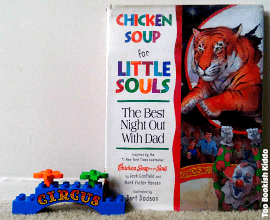 CHICKEN
SOUP
for
LITTLE
SOULS
The Best
Night Out
With Dad
inspired by the
#1 New York Times bestseller
Chicken Soup for the Soul
by Jack Canfield and
Mark Victor Hansen
illustrated by
Bert Dodson
CIRCUS
Go Bookish Kiddo